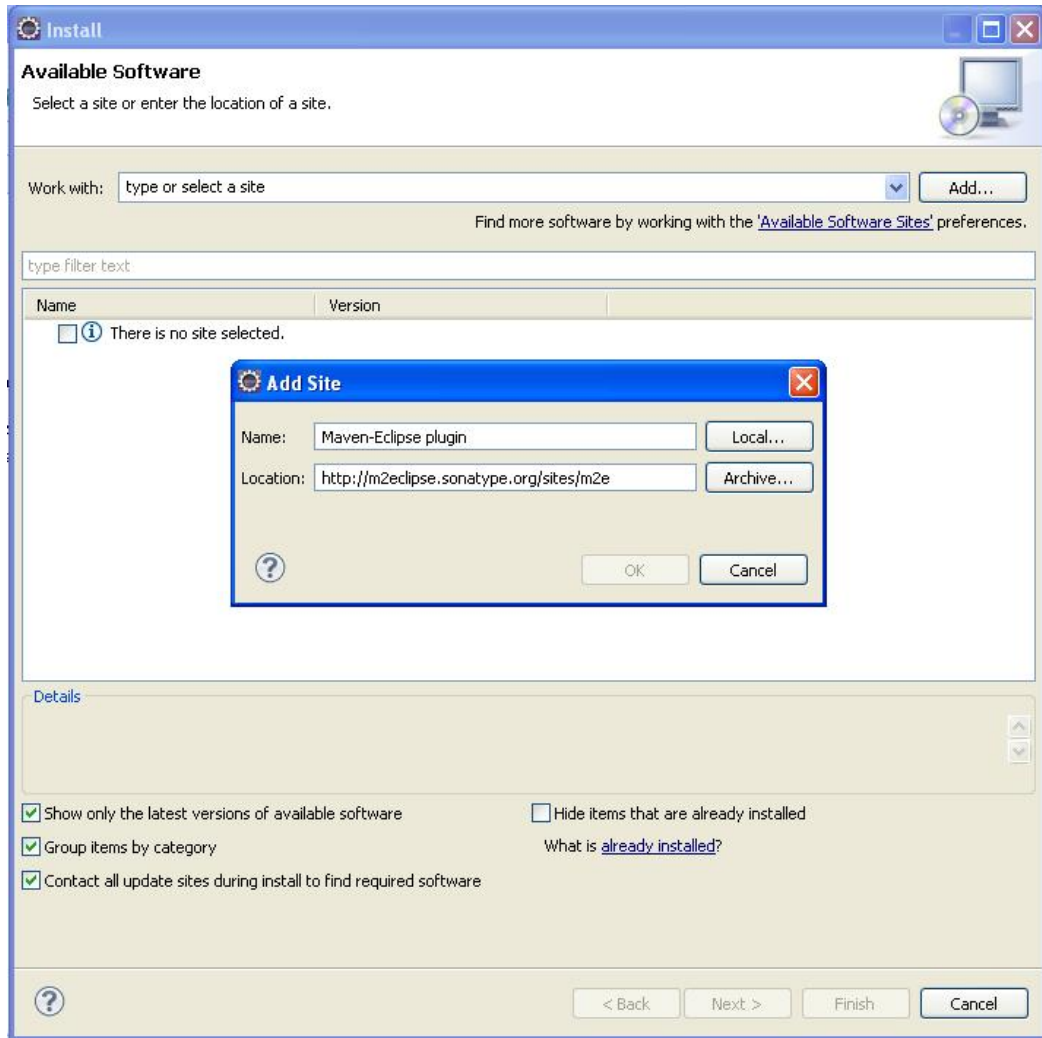 Install
Available Software
Select a site or enter the location of a site.
Work with: type or select a site Add...
Find more software by working with the 'Available Software Sites' preferences.
type filter text
Name Version
There is no site selected.
Add Site
Name: Maven-Eclipse plugin Local...
Location: http://m2eclipse.sonatype.org/sites/m2e Archive...
? OK Cancel
Details
Show only the latest versions of available software Hide items that are already installed
Group items by category What is already installed?
Contact all update sites during install to find required software
? < Back Next > Finish Cancel